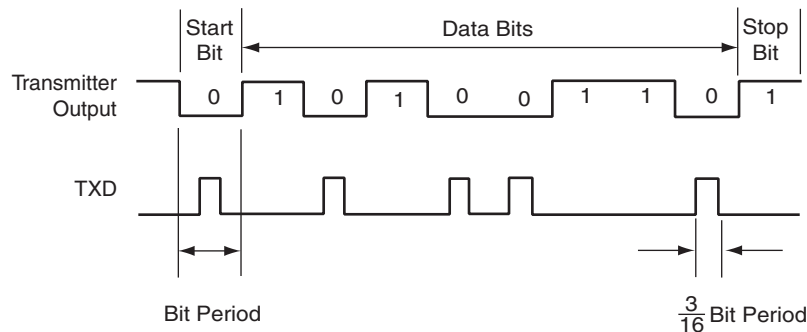 Start
Bit
Data Bits
Stop
Bit
Transmitter
Output
0 1 0 1 0 0 1 1 0 1
TXD
Bit Period
3
16 Bit Period